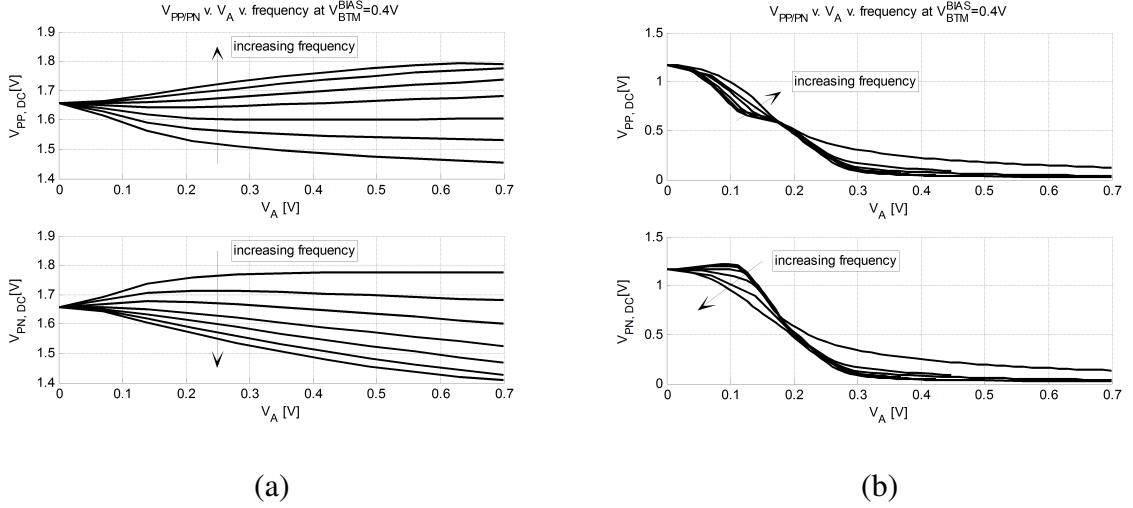 V_PP/PN v. V_A v. frequency at V_BTM^BIAS=0.4V
1.9
1.8
1.7
1.6
1.5
1.4
V_PP, DC[V]
increasing frequency
0 0.1 0.2 0.3 0.4 0.5 0.6 0.7
V_A [V]
1.9
1.8
1.7
1.6
1.5
1.4
V_PN, DC[V]
increasing frequency
0 0.1 0.2 0.3 0.4 0.5 0.6 0.7
V_A [V]
(a)
V_PP/PN v. V_A v. frequency at V_BTM^BIAS=0.4V
1.5
1
0.5
0
V_PP, DC[V]
increasing frequency
0 0.1 0.2 0.3 0.4 0.5 0.6 0.7
V_A [V]
1.5
1
0.5
0
V_PN, DC[V]
increasing frequency
0 0.1 0.2 0.3 0.4 0.5 0.6 0.7
V_A [V]
(b)